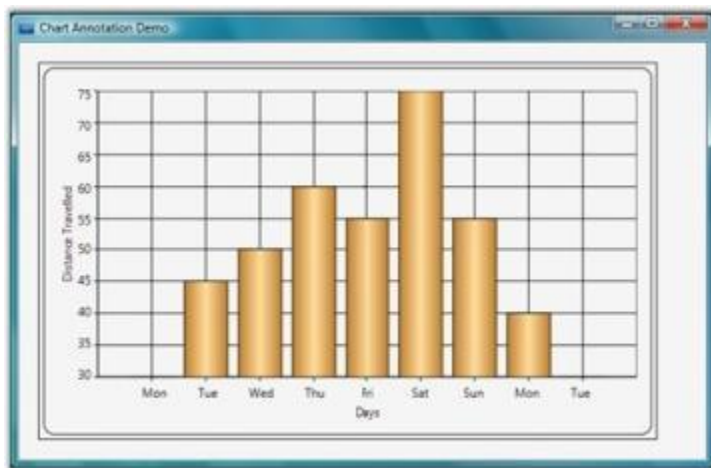 Chart Annotation Demo
75
70
65
60
55
50
45
40
35
30
Distance Travelled
Mon Tue Wed Thu Fri Sat Sun Mon Tue
Days